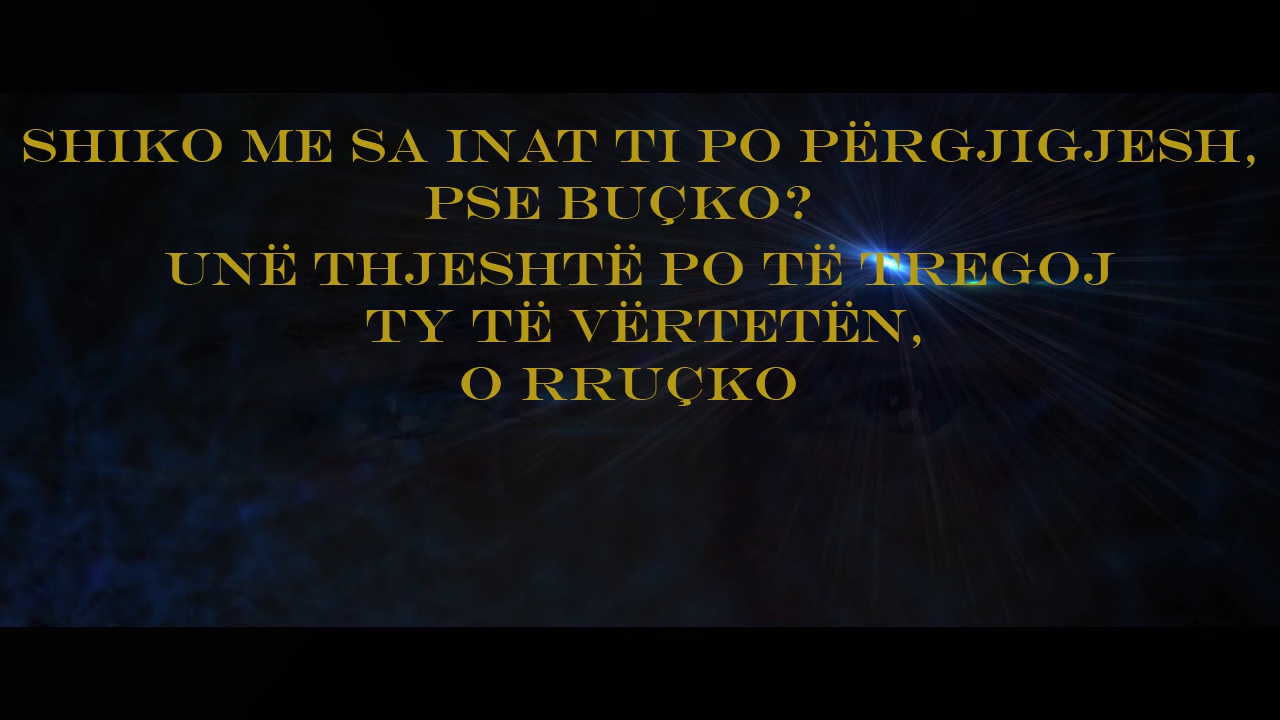 SHIKO ME SA INAT TI PO PËRGJIGJESH,
PSE BUÇKO?
UNË THJESHTË PO TË TREGOJ
TY TË VËRTETËN,
O RRUÇKO